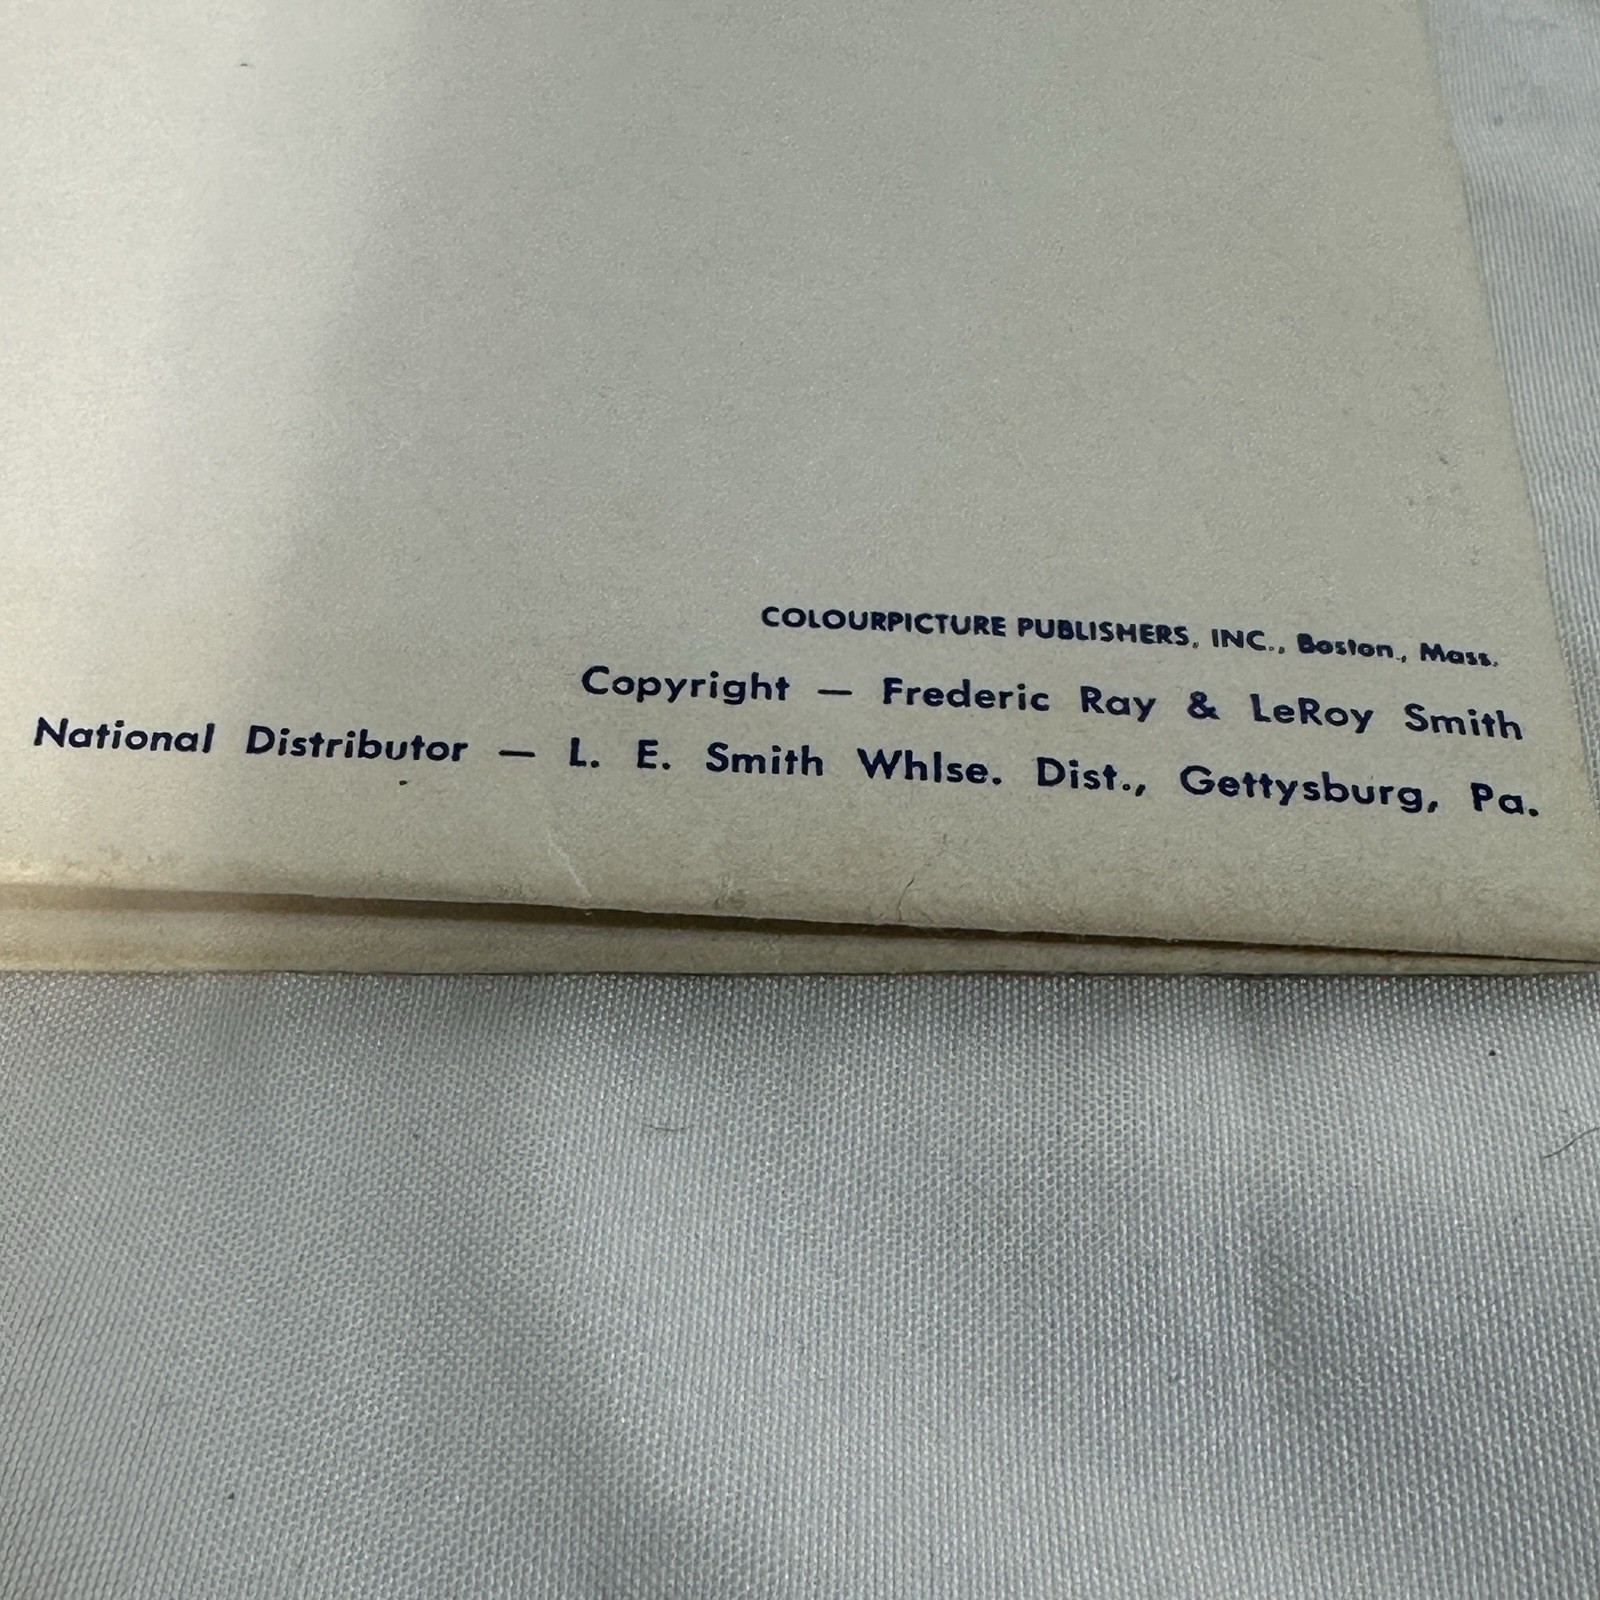 COLOURPICTURE PUBLISHERS, INC., Boston, Mass.
Copyright — Frederic Ray & LeRoy Smith
National Distributor — L. E. Smith Whlse. Dist., Gettysburg, Pa.